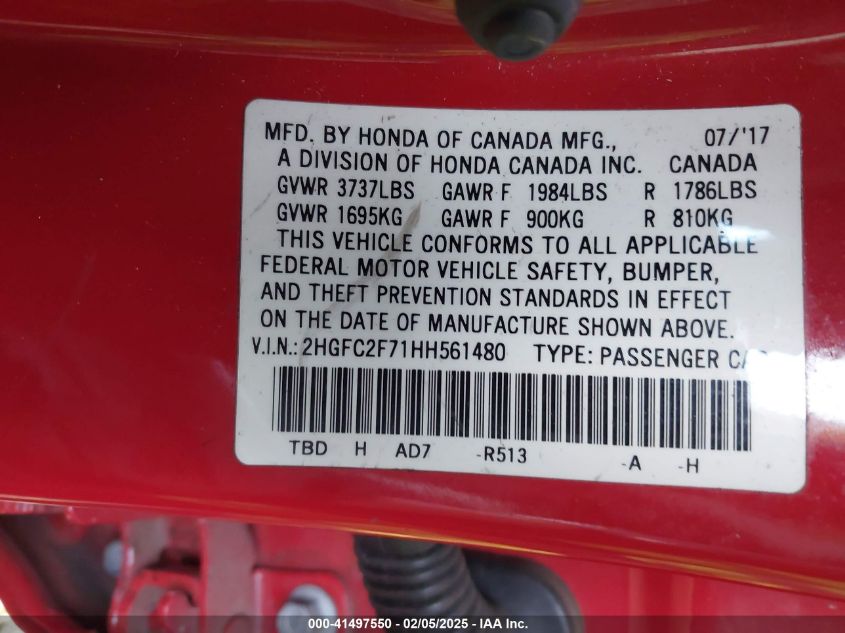 MFD. BY HONDA OF CANADA MFG., 07/'17
A DIVISION OF HONDA CANADA INC. CANADA
GVWR 3737LBS GAWR F 1984LBS R 1786LBS
GVWR 1695KG GAWR F 900KG R 810KG
THIS VEHICLE CONFORMS TO ALL APPLICABLE
FEDERAL MOTOR VEHICLE SAFETY, BUMPER,
AND THEFT PREVENTION STANDARDS IN EFFECT
ON THE DATE OF MANUFACTURE SHOWN ABOVE.
V.I.N.: 2HGFC2F71HH561480 TYPE: PASSENGER CAR
TBD H AD7 -R513 -A -H
000-41497550 / 02/05/2025 - IAA Inc.